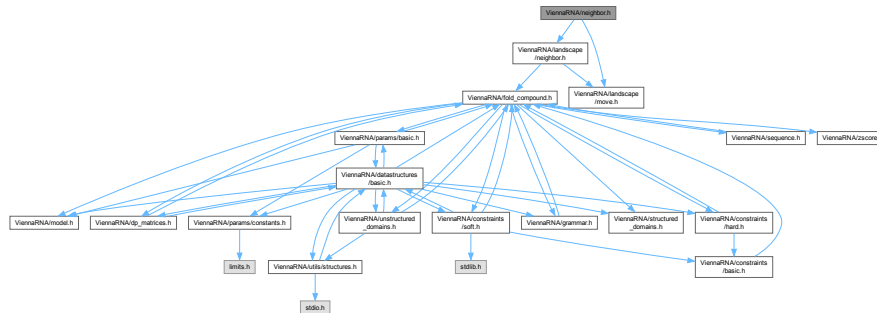 ViennaRNA/neighbor.h
ViennaRNA/landscape
/neighbor.h
ViennaRNA/fold_compound.h
ViennaRNA/landscape
/move.h
ViennaRNA/params/basic.h
ViennaRNA/sequence.h
ViennaRNA/zscore
ViennaRNA/datastructures
/basic.h
ViennaRNA/model.h
ViennaRNA/dp_matrices.h
ViennaRNA/params/constants.h
ViennaRNA/unstructured
_domains.h
ViennaRNA/constraints
/soft.h
ViennaRNA/grammar.h
ViennaRNA/structured
_domains.h
ViennaRNA/constraints
/hard.h
limits.h
ViennaRNA/utils/structures.h
stdlib.h
ViennaRNA/constraints
/basic.h
stdio.h